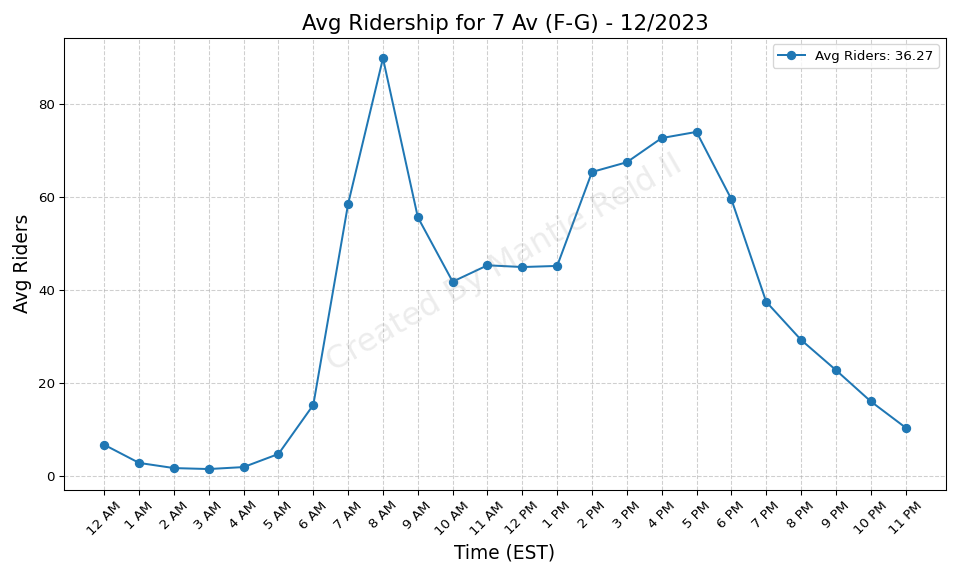 Avg Ridership for 7 Av (F-G) - 12/2023
Avg Riders: 36.27
80
60
40
20
0
Avg Riders
Created By Mantie Reid II
12 AM
1 AM
2 AM
3 AM
4 AM
5 AM
6 AM
7 AM
8 AM
9 AM
10 AM
11 AM
12 PM
1 PM
2 PM
3 PM
4 PM
5 PM
6 PM
7 PM
8 PM
9 PM
10 PM
11 PM
Time (EST)